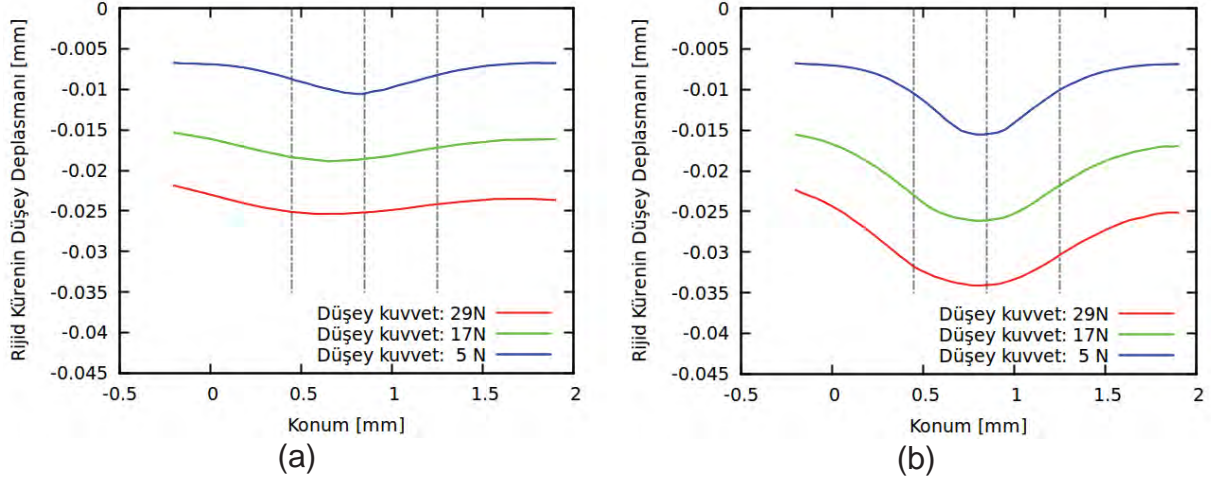 Rijid Kürenin Düşey Deplasmanı [mm]
0
-0.005
-0.01
-0.015
-0.02
-0.025
-0.03
-0.035
-0.04
-0.045
Düşey kuvvet: 29N
Düşey kuvvet: 17N
Düşey kuvvet: 5 N
-0.5 0 0.5 1 1.5 2
Konum [mm]
(a)
Rijid Kürenin Düşey Deplasmanı [mm]
0
-0.005
-0.01
-0.015
-0.02
-0.025
-0.03
-0.035
-0.04
-0.045
Düşey kuvvet: 29N
Düşey kuvvet: 17N
Düşey kuvvet: 5 N
-0.5 0 0.5 1 1.5 2
Konum [mm]
(b)